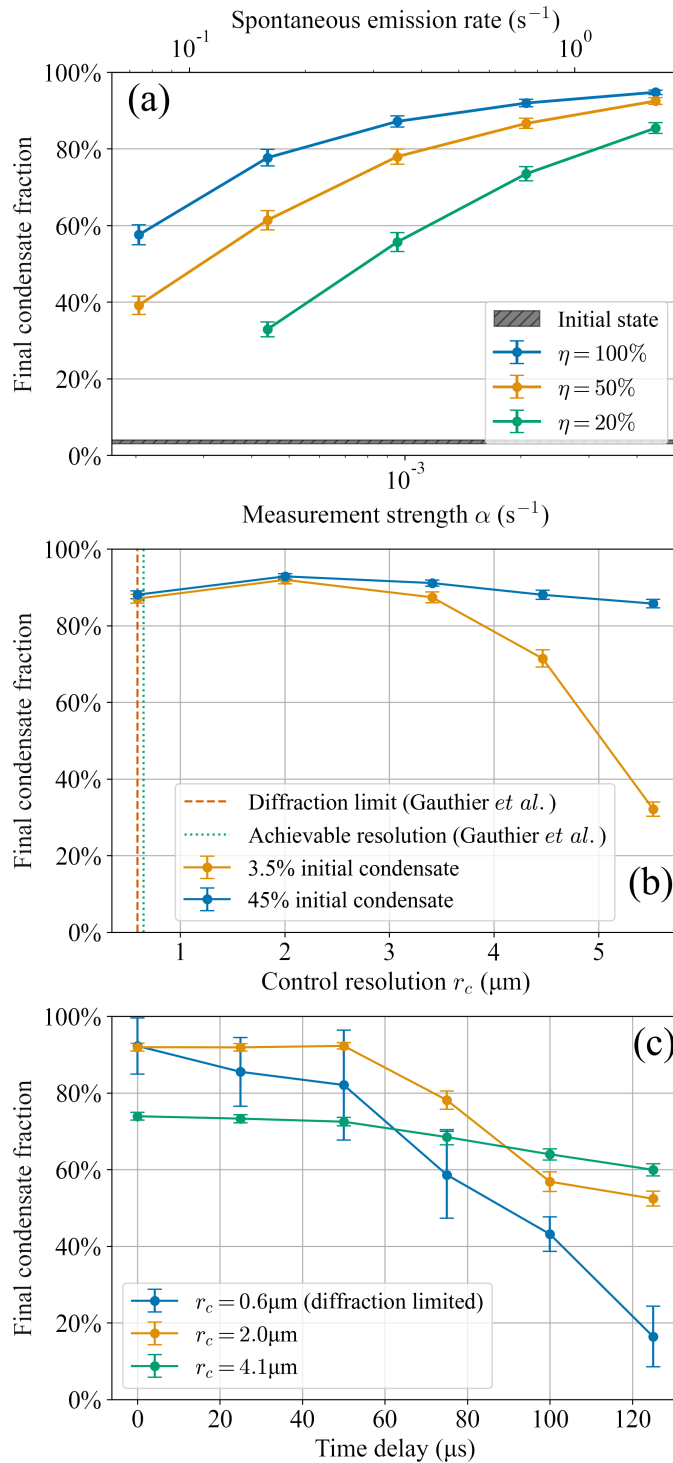 Spontaneous emission rate (s⁻¹)
10⁻¹ 10⁰
100%
80%
60%
40%
20%
0%
Final condensate fraction
(a)
Initial state
η = 100%
η = 50%
η = 20%
10⁻³
Measurement strength α (s⁻¹)
100%
80%
60%
40%
20%
0%
Final condensate fraction
Diffraction limit (Gauthier et al.)
Achievable resolution (Gauthier et al.)
3.5% initial condensate
45% initial condensate
(b)
1 2 3 4 5
Control resolution r_c (μm)
100%
80%
60%
40%
20%
0%
Final condensate fraction
(c)
r_c = 0.6μm (diffraction limited)
r_c = 2.0μm
r_c = 4.1μm
0 20 40 60 80 100 120
Time delay (μs)